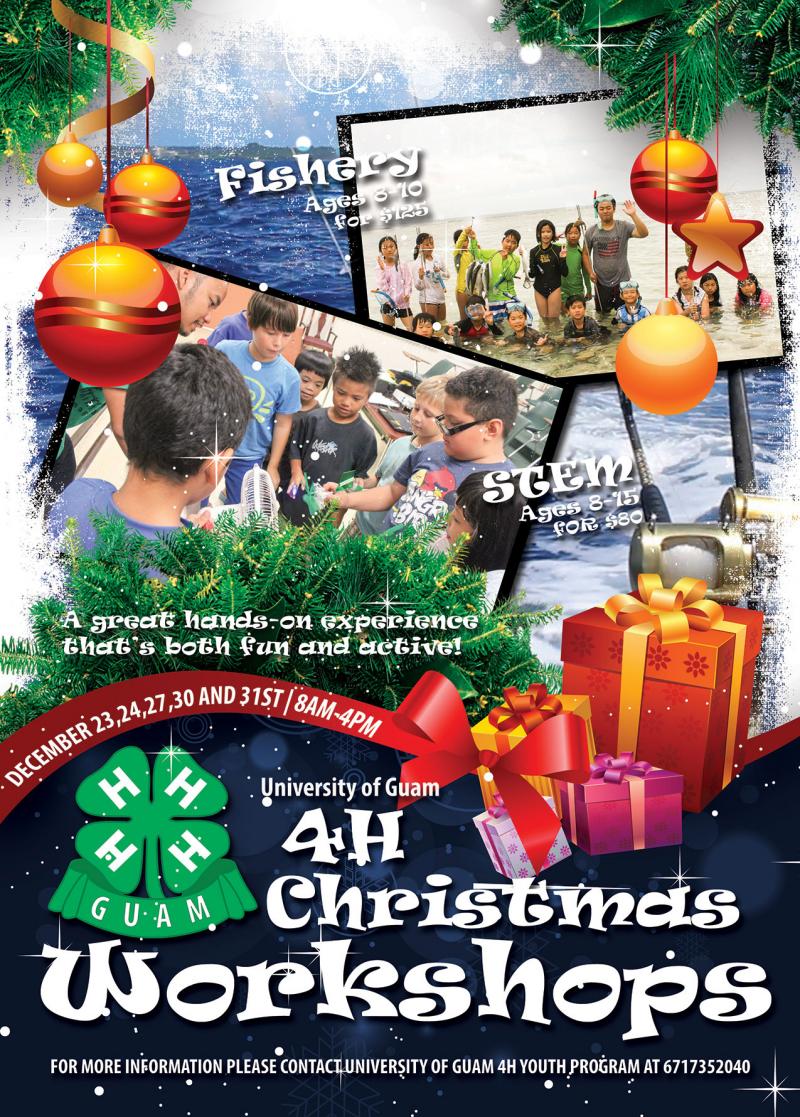 Fishery
Ages 8-10
for $125
STEM
Ages 8-15
FOR $80
A great hands-on experience
that's both fun and active!
DECEMBER 23,24,27,30 AND 31ST | 8AM-4PM
H H
H H
GUAM
University of Guam
4H
Christmas
Workshops
FOR MORE INFORMATION PLEASE CONTACT UNIVERSITY OF GUAM 4H YOUTH PROGRAM AT 6717352040